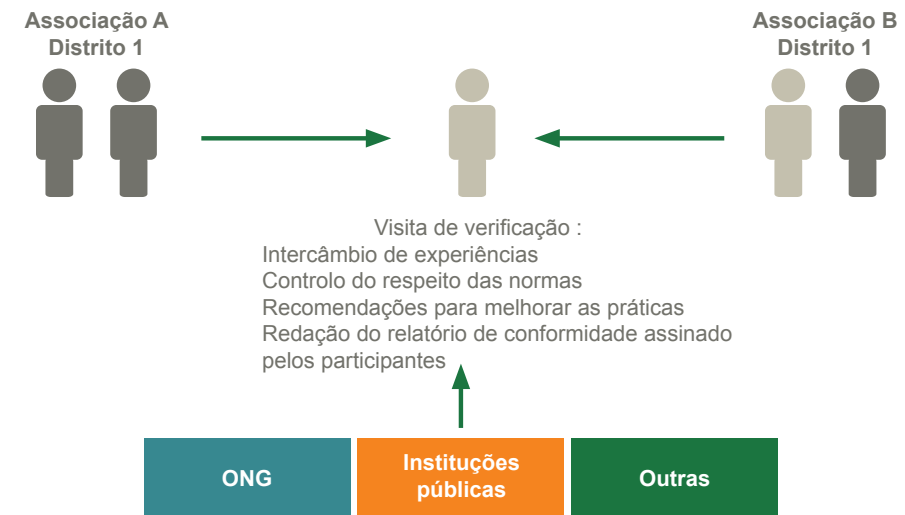 Associação A
Distrito 1
Associação B
Distrito 1
Visita de verificação :
Intercâmbio de experiências
Controlo do respeito das normas
Recomendações para melhorar as práticas
Redação do relatório de conformidade assinado
pelos participantes
ONG
Instituções
públicas
Outras